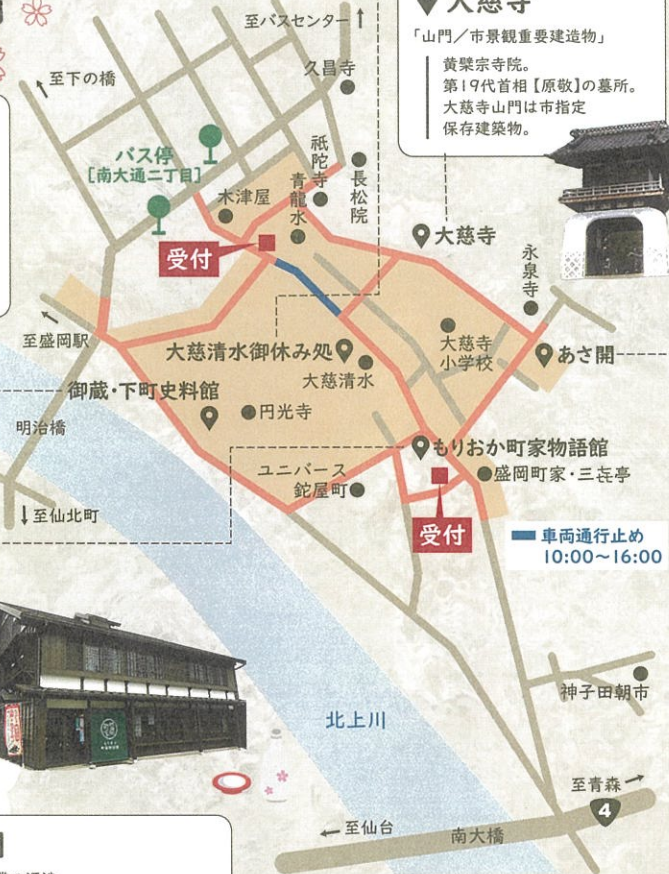 大慈寺
「山門／市景観重要建造物」
黄檗宗寺院。
第19代首相【原敬】の墓所。
大慈寺山門は市指定
保存建築物。
至バスセンター↑
久昌寺
至下の橋
バス停
[南大通二丁目]
祇陀寺
長松院
青龍水
木津屋
受付
大慈寺
永泉寺
至盛岡駅
大慈清水御休み処
大慈清水
大慈寺
小学校
あさ開
御蔵・下町史料館
円光寺
明治橋
もりおか町家物語館
ユニバース
鉈屋町
盛岡町家・三㐂亭
受付
↓至仙北町
車両通行止め
10:00～16:00
神子田朝市
北上川
至青森→
4
←至仙台
南大橋